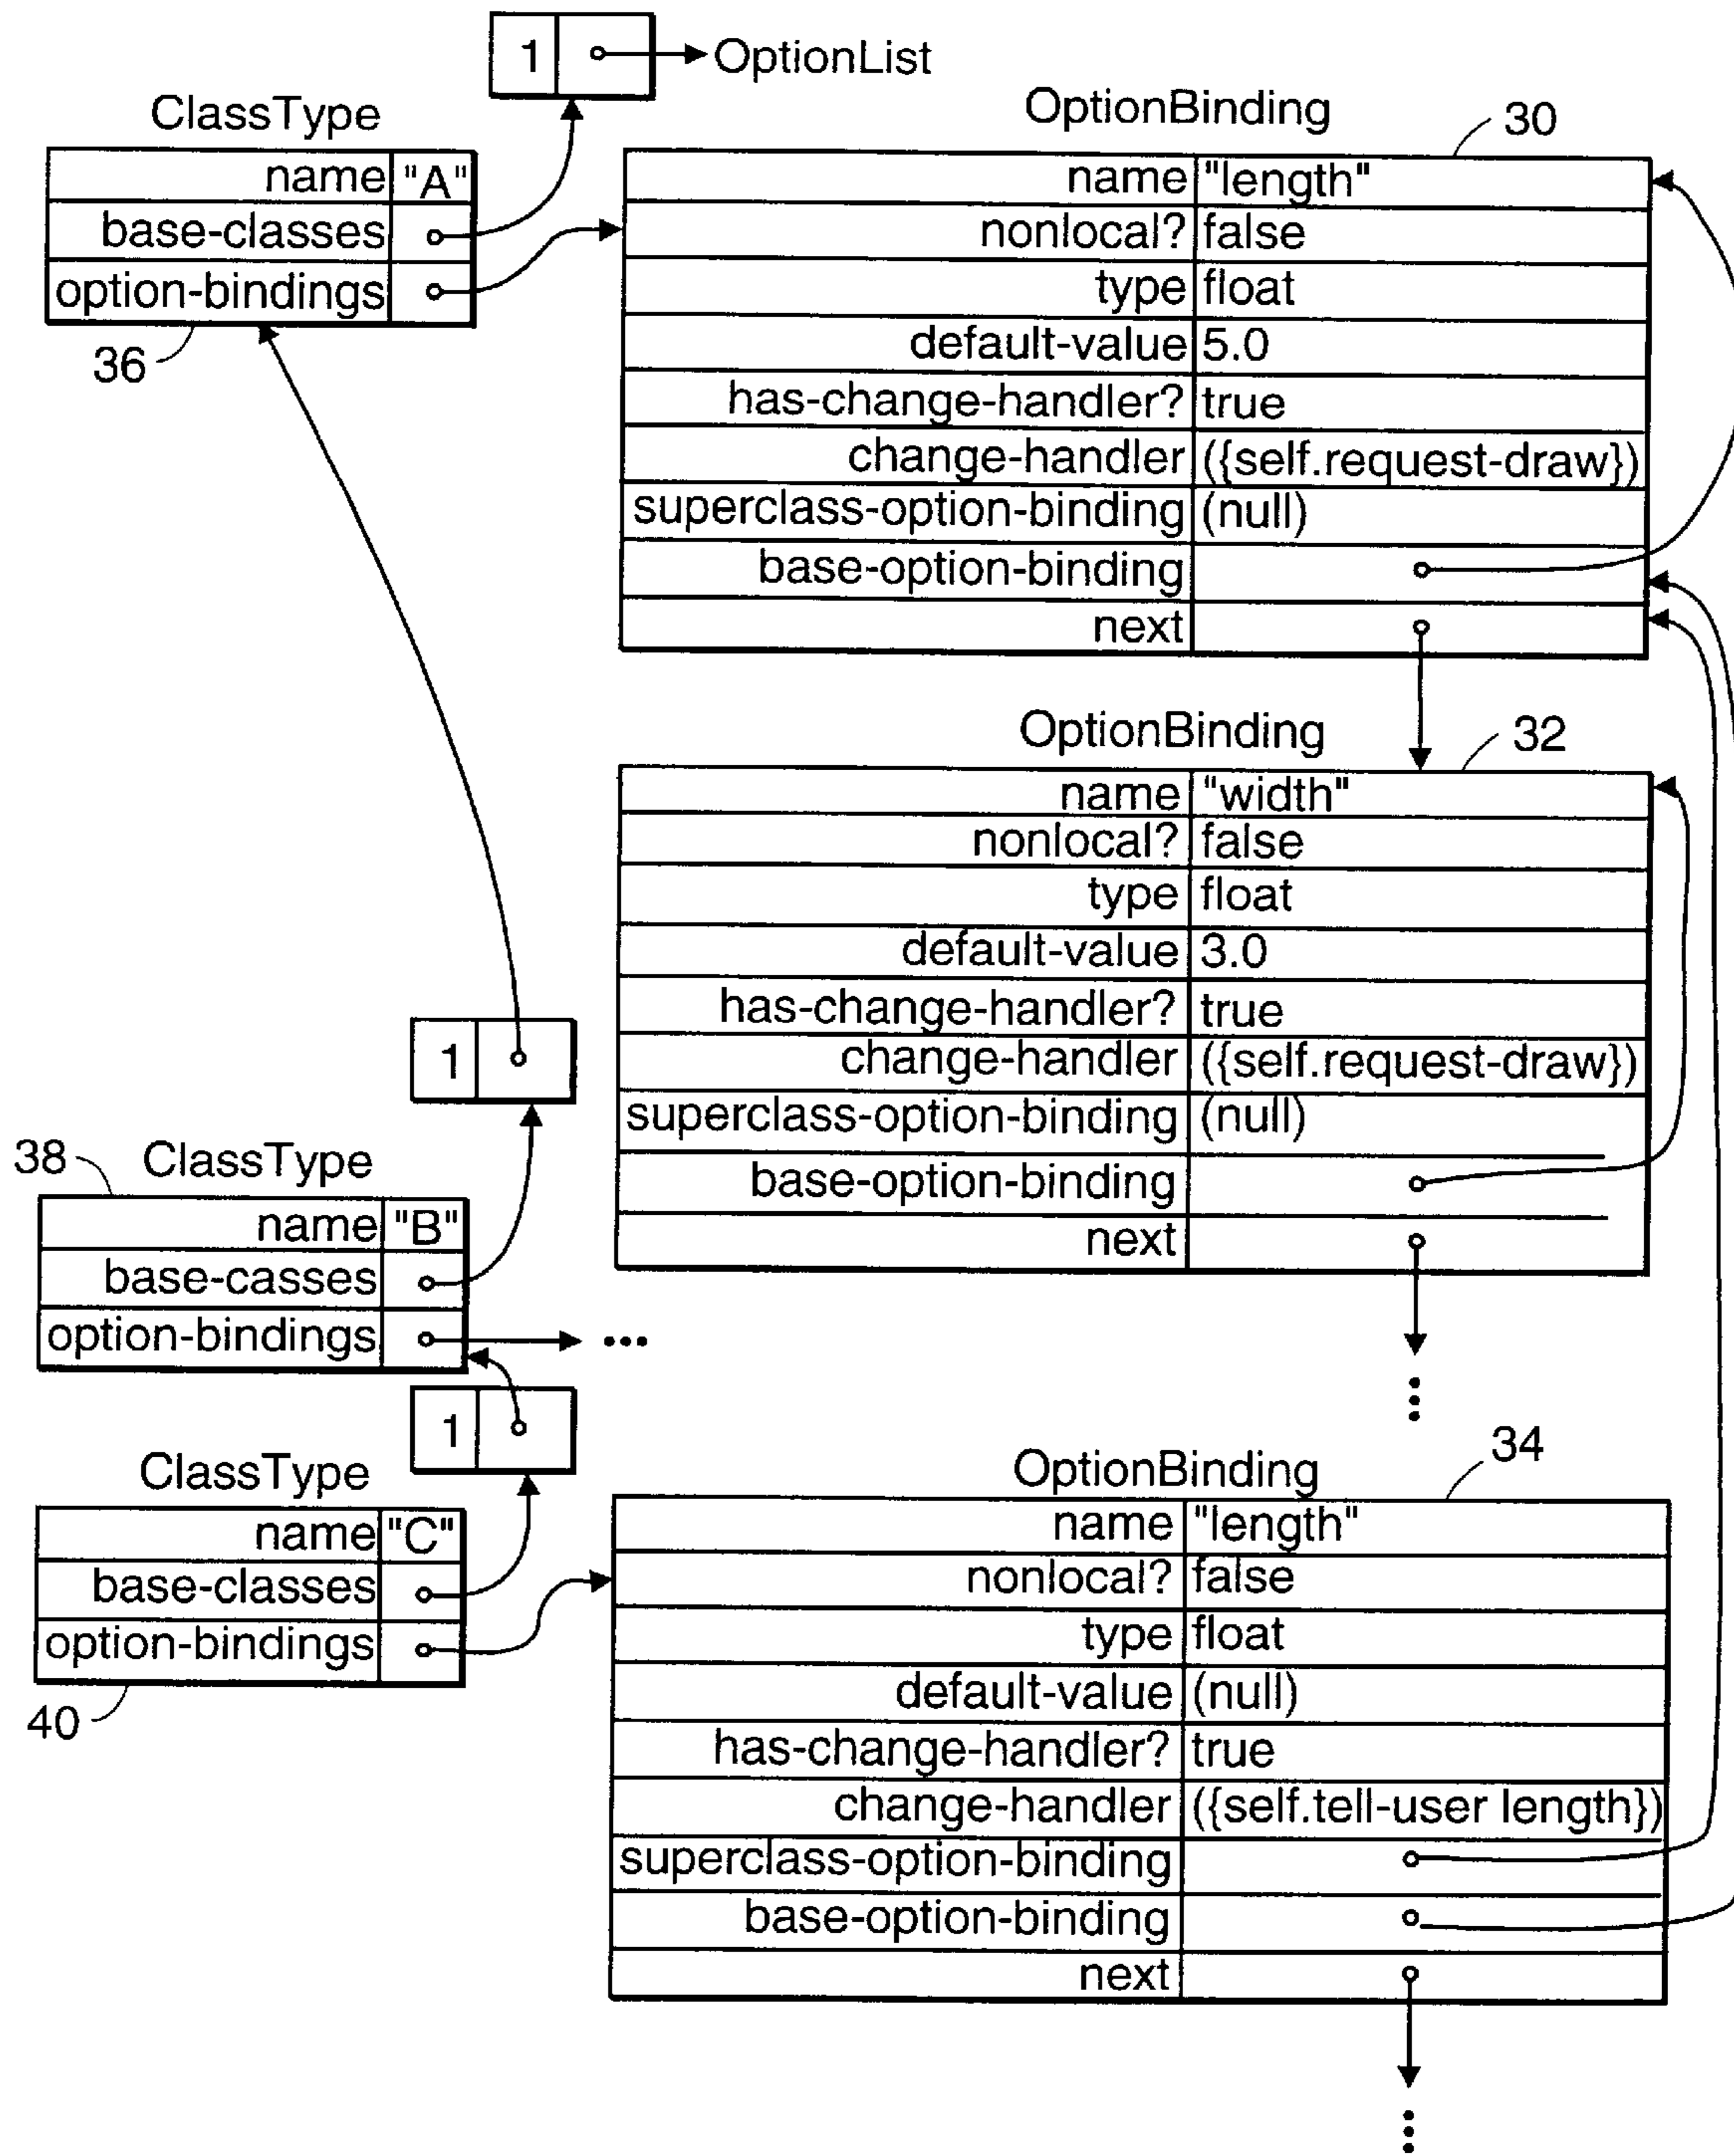 1 OptionList
ClassType
name "A"
base-classes
option-bindings
36
OptionBinding
30
name "length"
nonlocal? false
type float
default-value 5.0
has-change-handler? true
change-handler ({self.request-draw})
superclass-option-binding (null)
base-option-binding
next
OptionBinding
32
name "width"
nonlocal? false
type float
default-value 3.0
has-change-handler? true
change-handler ({self.request-draw})
superclass-option-binding (null)
base-option-binding
next
1
38 ClassType
name "B"
base-casses
option-bindings ...
1
ClassType
name "C"
base-classes
option-bindings
40
OptionBinding
34
name "length"
nonlocal? false
type float
default-value (null)
has-change-handler? true
change-handler ({self.tell-user length})
superclass-option-binding
base-option-binding
next